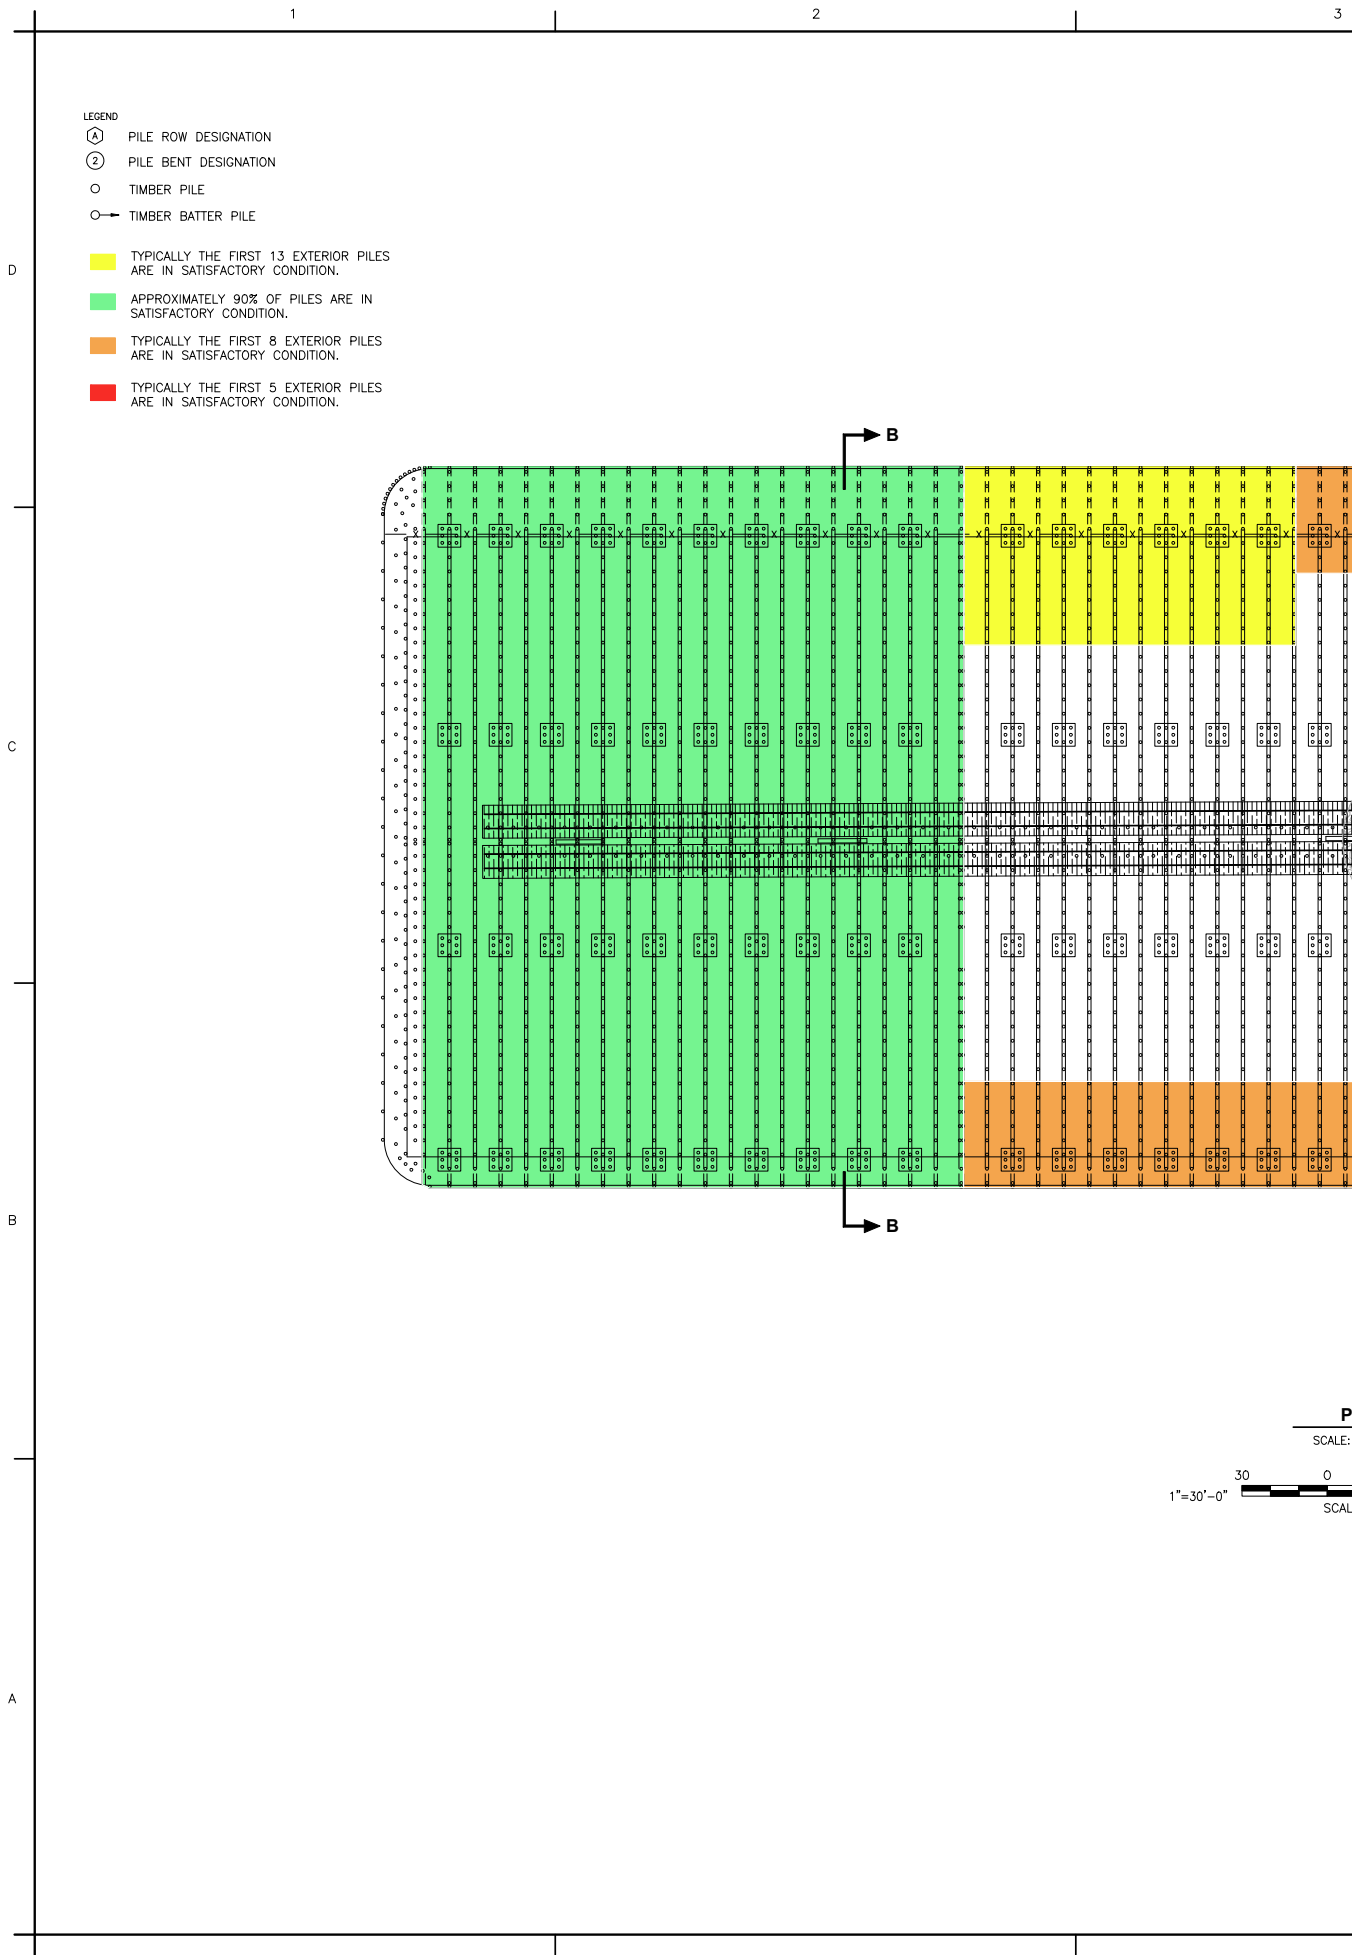 1
2
3
LEGEND
A PILE ROW DESIGNATION
2 PILE BENT DESIGNATION
TIMBER PILE
TIMBER BATTER PILE
TYPICALLY THE FIRST 13 EXTERIOR PILES
ARE IN SATISFACTORY CONDITION.
D
APPROXIMATELY 90% OF PILES ARE IN
SATISFACTORY CONDITION.
TYPICALLY THE FIRST 8 EXTERIOR PILES
ARE IN SATISFACTORY CONDITION.
TYPICALLY THE FIRST 5 EXTERIOR PILES
ARE IN SATISFACTORY CONDITION.
B
X X X X X X X X X X X X X X X X X X X
C
B
B
P
SCALE:
30 0
1"=30'-0"
SCAL
A